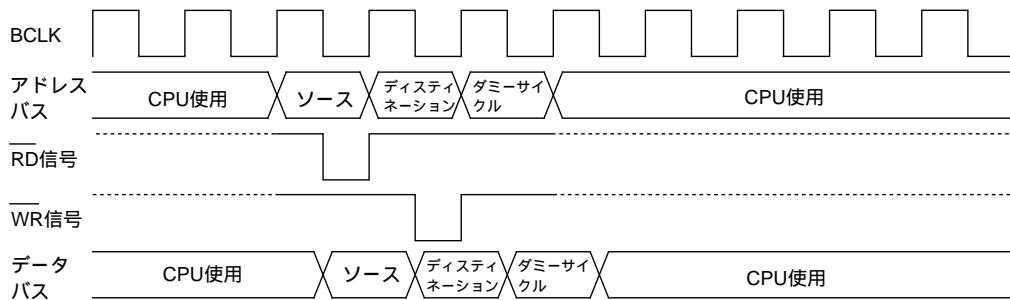 BCLK
アドレス
バス
CPU使用
ソース
ディスティ
ネーション
ダミーサイ
クル
CPU使用
RD信号
WR信号
データ
バス
CPU使用
ソース
ディスティ
ネーション
ダミーサイ
クル
CPU使用